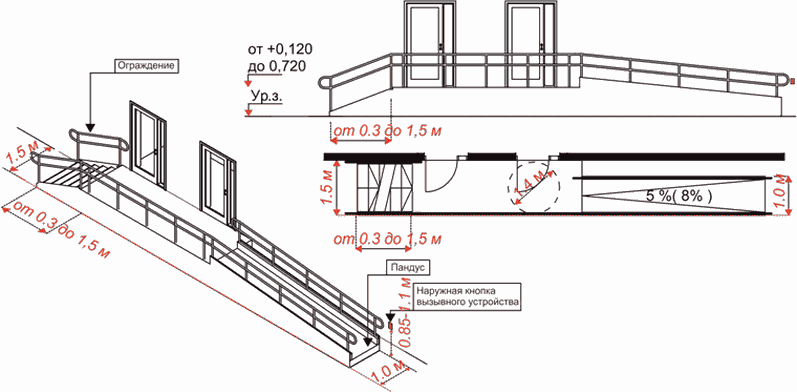 от +0,120
до 0,720
Ур.з.
от 0.3 до 1,5 м
Ограждение
1.5 м
от 0.3 до 1,5 м
1.5 м
1.4 м
5 %( 8% )
1.0 м
от 0.3 до 1,5 м
Пандус
Наружная кнопка
вызывного устройства
0.85-1.1 м
1.0 м